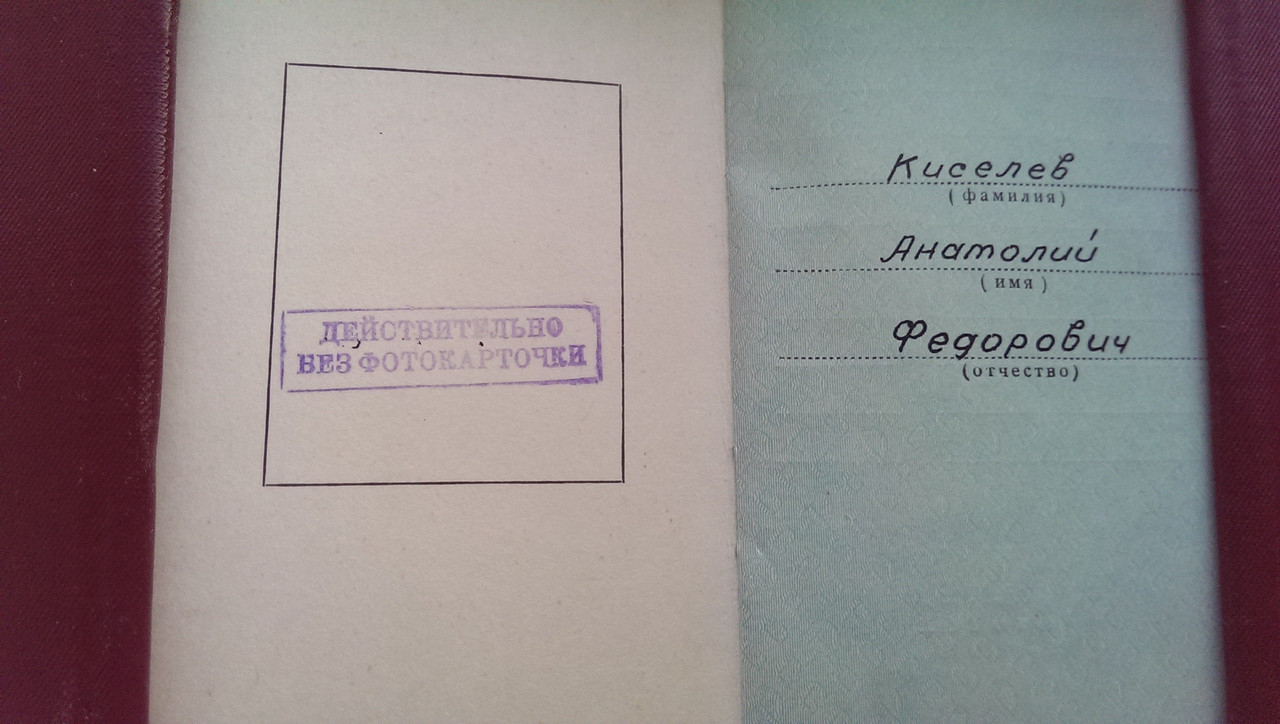 ДЕЙСТВИТЕЛЬНО
БЕЗ ФОТОКАРТОЧКИ
Киселев
(фамилия)
Анатолий
(имя)
Федорович
(отчество)